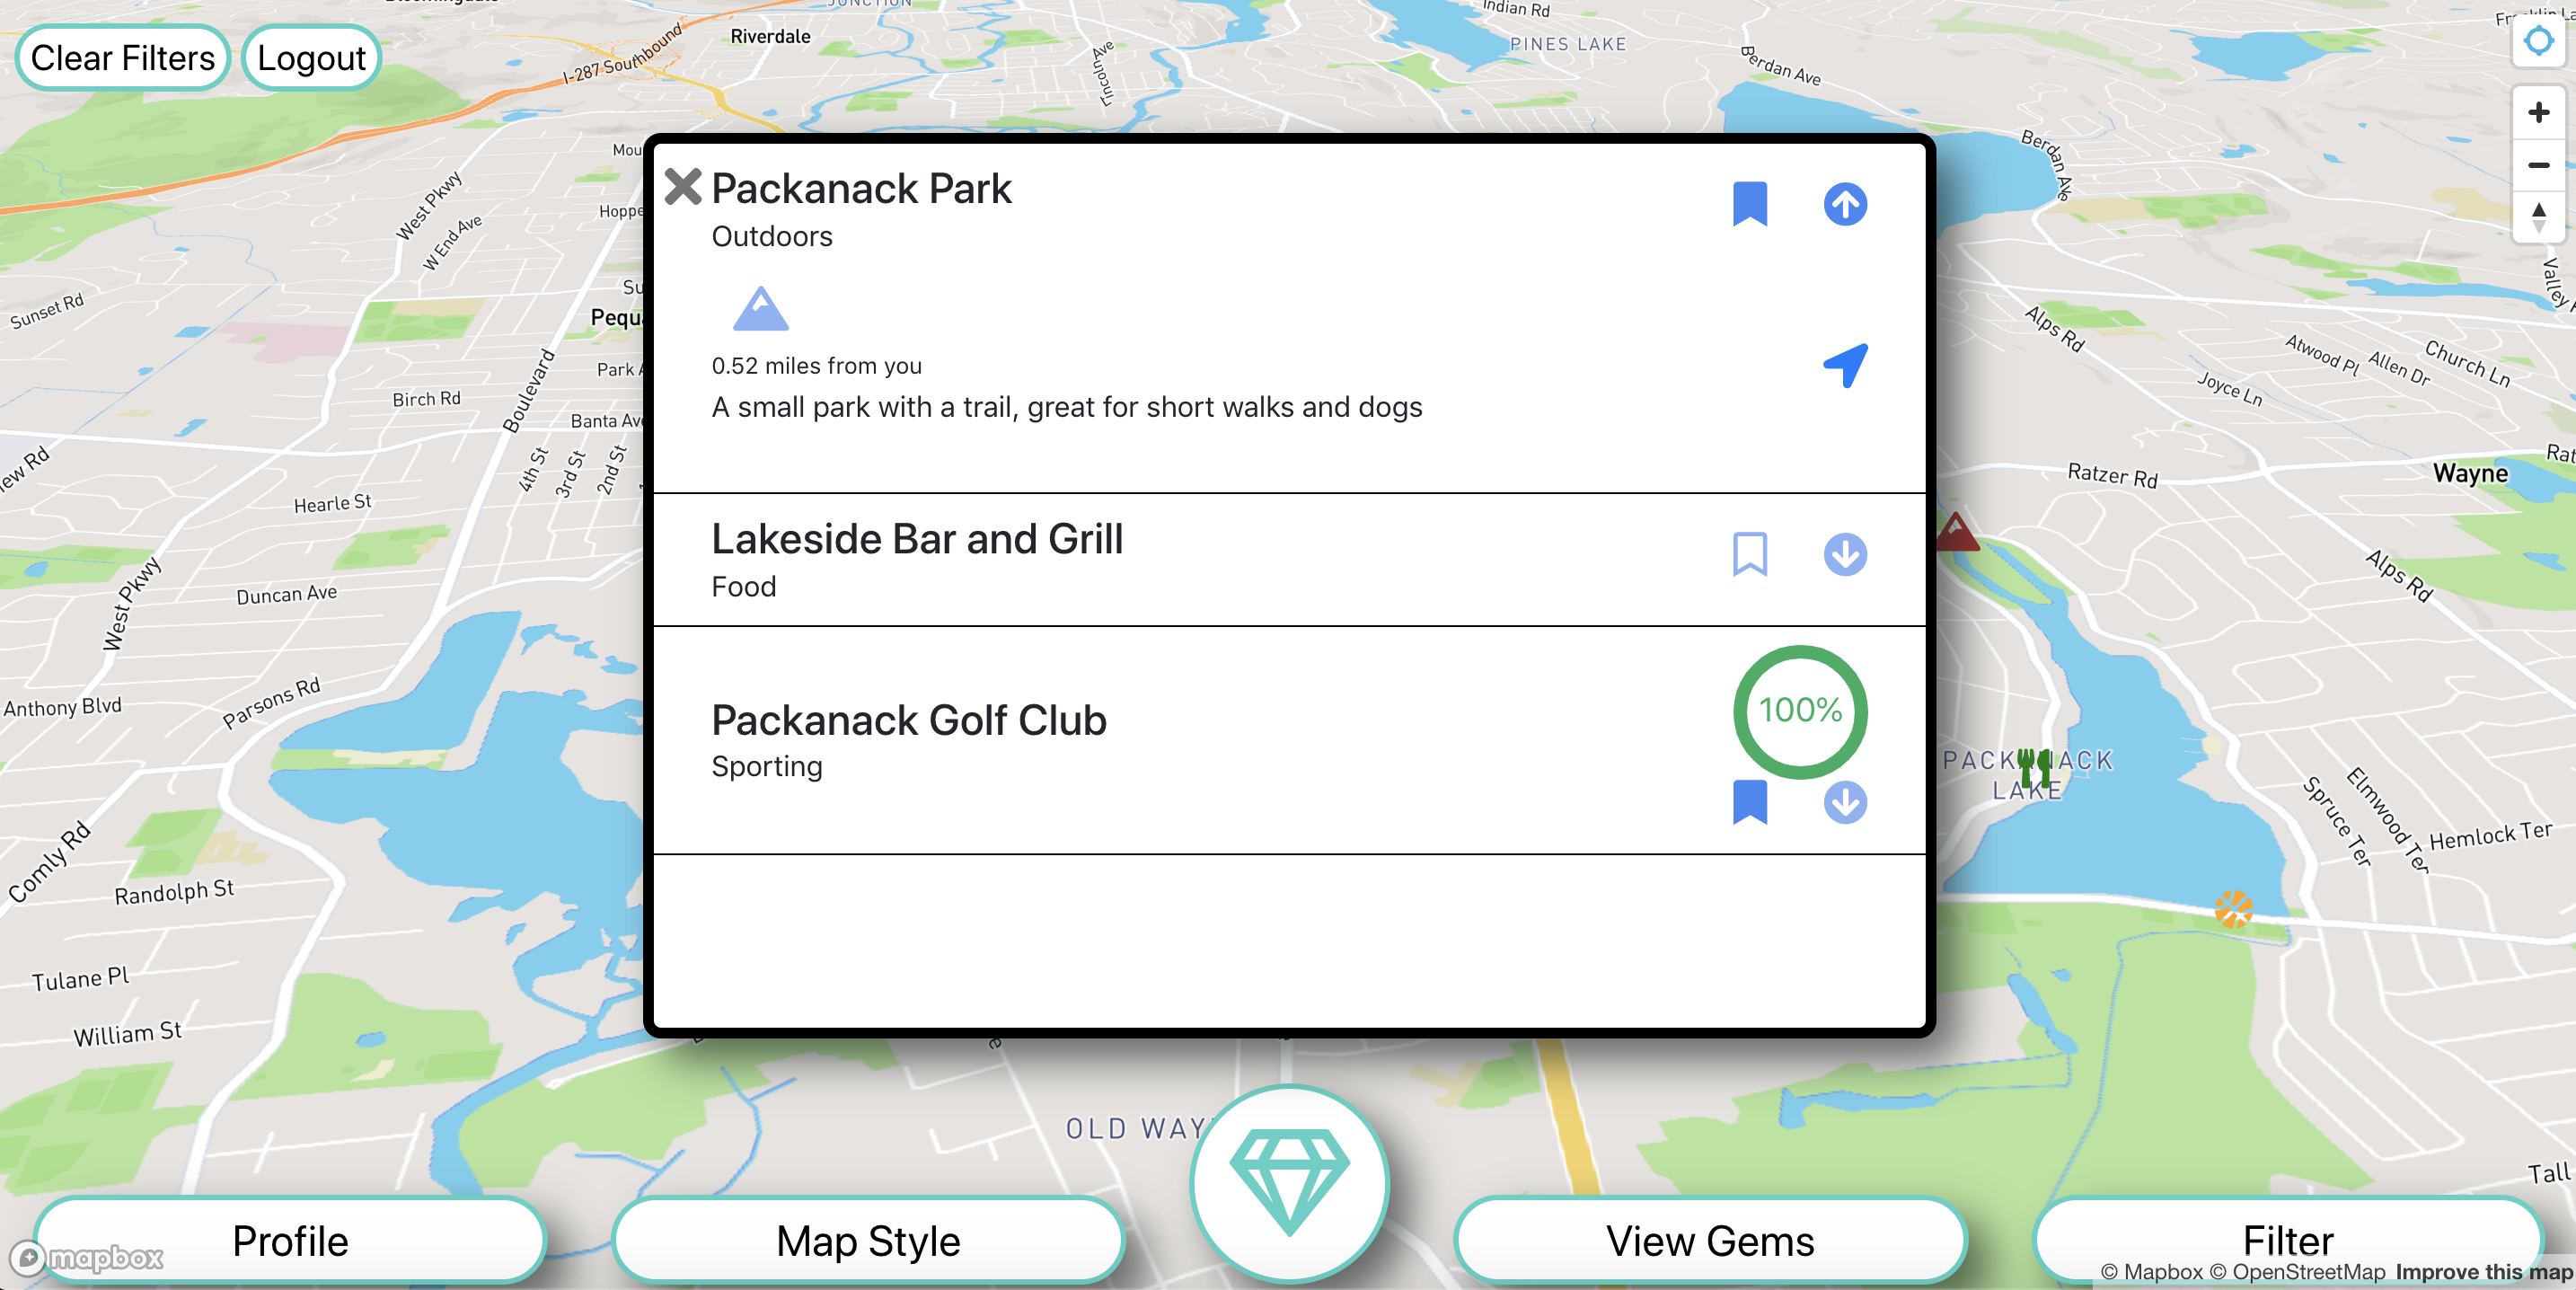 Clear Filters
Logout
Riverdale
I-287 Southbound
Lincoln Ave
Indian Rd
PINES LAKE
Berdan Ave
Berdan Ave
West Pkwy
W End Ave
Sunset Rd
Boulevard
Birch Rd
Banta Ave
4th St
3rd St
2nd St
Hearle St
Duncan Ave
West Pkwy
Parsons Rd
Anthony Blvd
Comly Rd
Randolph St
Tulane Pl
William St
Packanack Park
Outdoors
0.52 miles from you
A small park with a trail, great for short walks and dogs
Lakeside Bar and Grill
Food
Packanack Golf Club
Sporting
100%
Alps Rd
Atwood Pl
Allen Dr
Church Ln
Joyce Ln
Ratzer Rd
Wayne
Alps Rd
PACKANACK
LAKE
Spruce Ter
Elmwood Ter
Hemlock Ter
Tall
OLD WAY
Profile
Map Style
View Gems
Filter
mapbox
© Mapbox © OpenStreetMap Improve this map